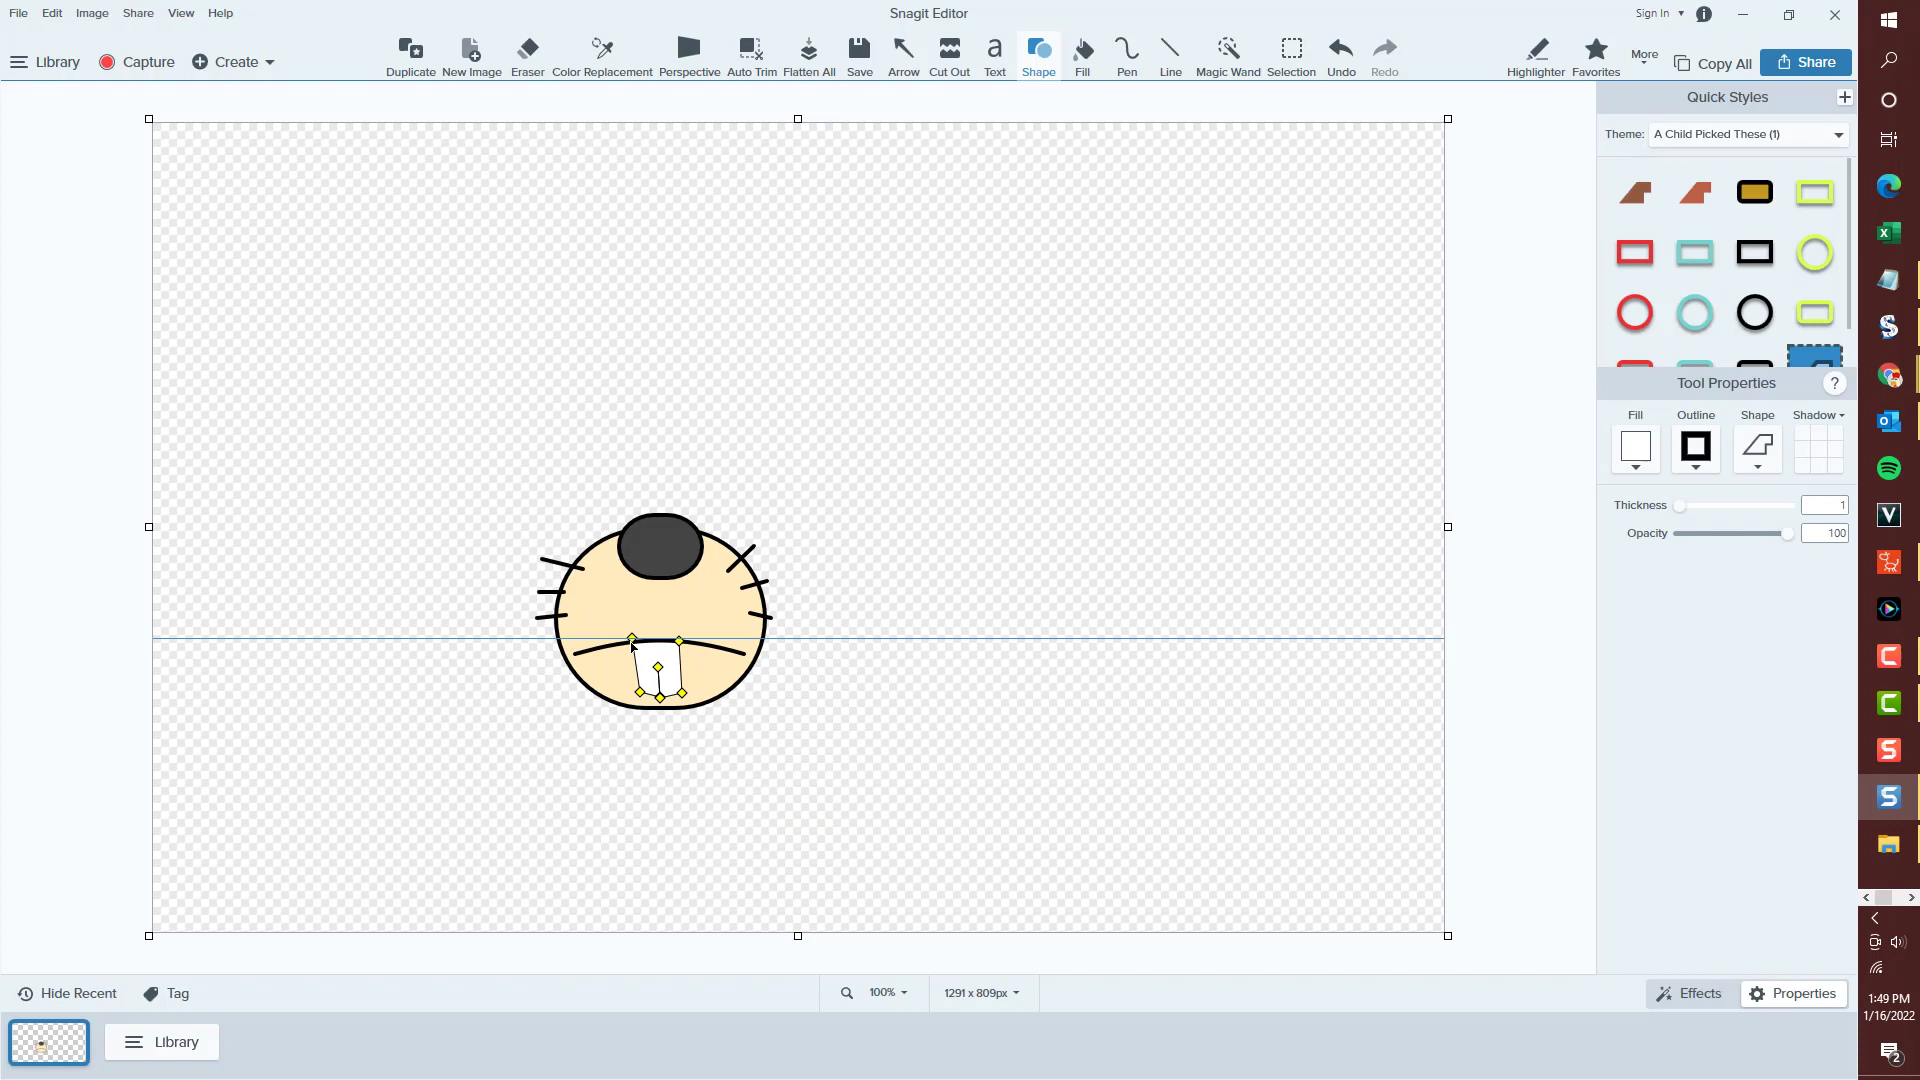 File Edit Image Share View Help
Snagit Editor
Sign In
Library Capture Create
Duplicate New Image Eraser Color Replacement Perspective Auto Trim Flatten All Save Arrow Cut Out Text Shape Fill Pen Line Magic Wand Selection Undo Redo
Highlighter Favorites More Copy All Share
Quick Styles
Theme: A Child Picked These (1)
Tool Properties ?
Fill Outline Shape Shadow
Thickness 1
Opacity 100
Hide Recent Tag
100% 1291 x 809px
Effects Properties
Library
1:49 PM
1/16/2022
2